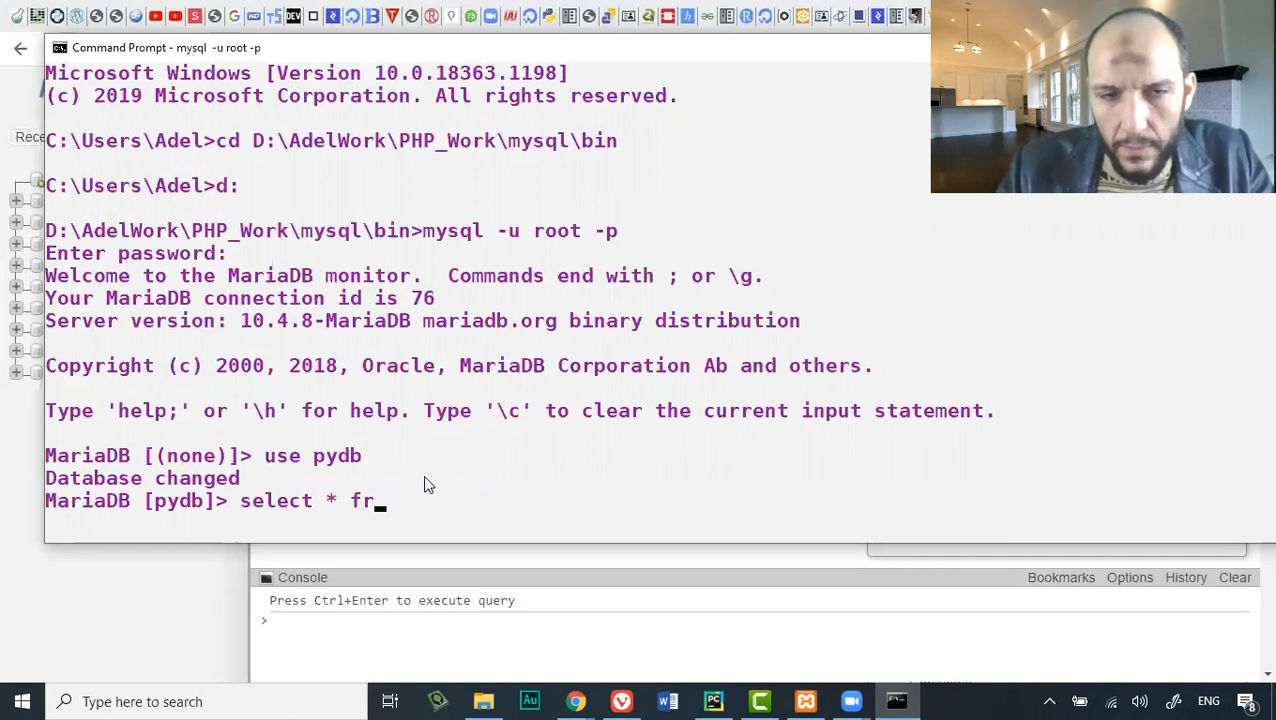 Command Prompt - mysql -u root -p
Microsoft Windows [Version 10.0.18363.1198]
(c) 2019 Microsoft Corporation. All rights reserved.
C:\Users\Adel>cd D:\AdelWork\PHP_Work\mysql\bin
C:\Users\Adel>d:
D:\AdelWork\PHP_Work\mysql\bin>mysql -u root -p
Enter password:
Welcome to the MariaDB monitor.  Commands end with ; or \g.
Your MariaDB connection id is 76
Server version: 10.4.8-MariaDB mariadb.org binary distribution
Copyright (c) 2000, 2018, Oracle, MariaDB Corporation Ab and others.
Type 'help;' or '\h' for help. Type '\c' to clear the current input statement.
MariaDB [(none)]> use pydb
Database changed
MariaDB [pydb]> select * fr
Rece
Console
Bookmarks Options History Clear
Press Ctrl+Enter to execute query
>
Type here to search
ENG
8